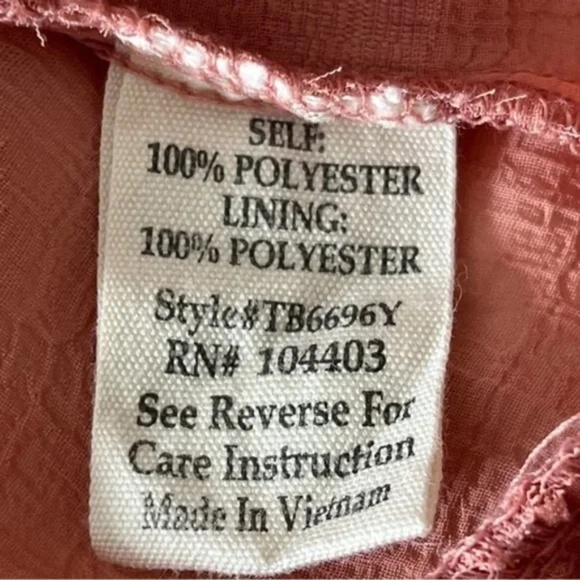 SELF:
100% POLYESTER
LINING:
100% POLYESTER
Style#TB6696Y
RN# 104403
See Reverse For
Care Instruction
Made In Vietnam